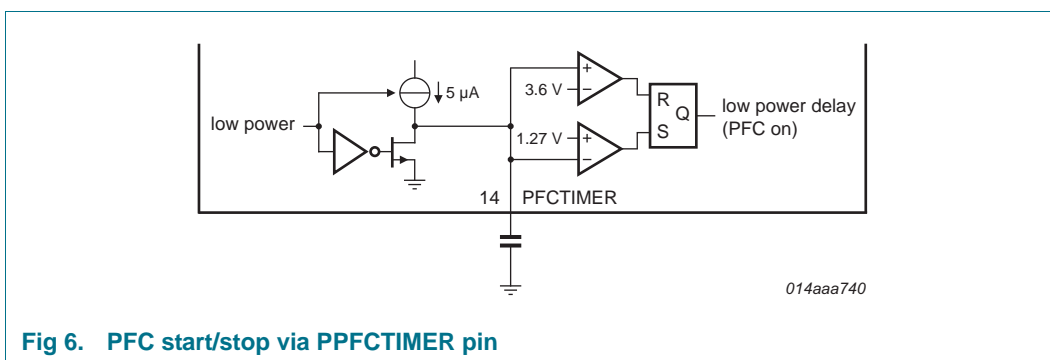 5 µA
3.6 V
low power
1.27 V
R
Q
S
low power delay
(PFC on)
14 PFCTIMER
014aaa740
Fig 6. PFC start/stop via PPFCTIMER pin